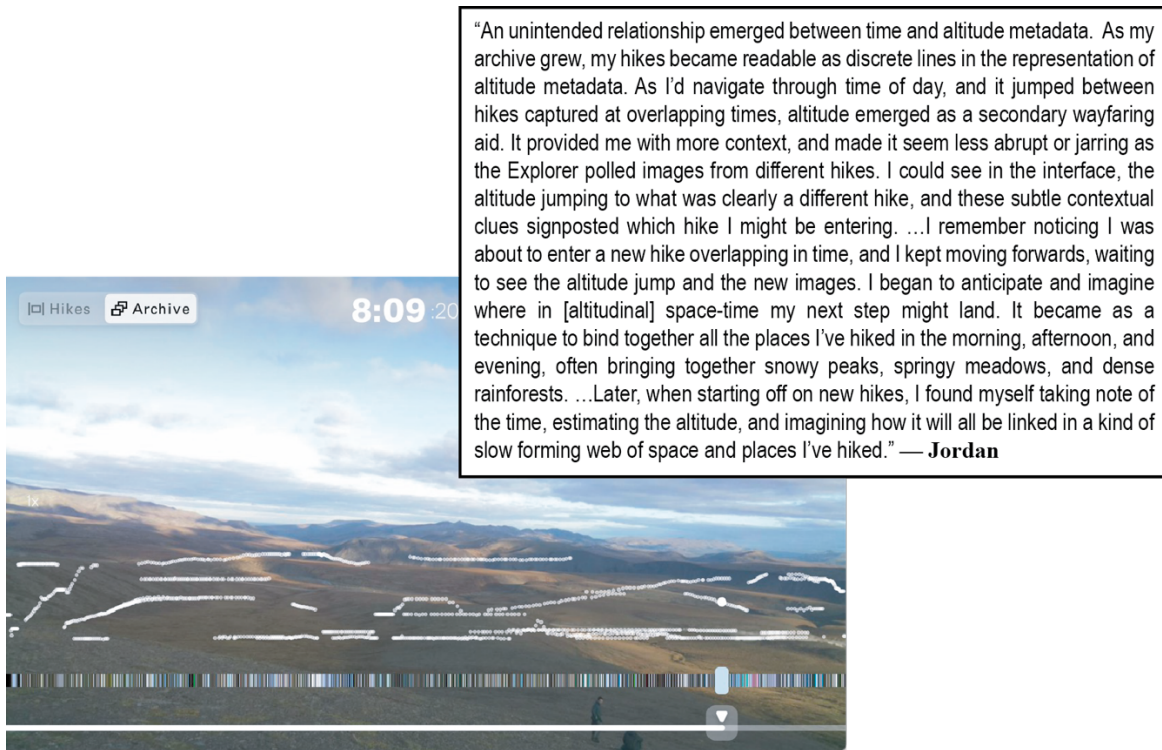 “An unintended relationship emerged between time and altitude metadata. As my
archive grew, my hikes became readable as discrete lines in the representation of
altitude metadata. As I’d navigate through time of day, and it jumped between
hikes captured at overlapping times, altitude emerged as a secondary wayfaring
aid. It provided me with more context, and made it seem less abrupt or jarring as
the Explorer polled images from different hikes. I could see in the interface, the
altitude jumping to what was clearly a different hike, and these subtle contextual
clues signposted which hike I might be entering. …I remember noticing I was
about to enter a new hike overlapping in time, and I kept moving forwards, waiting
to see the altitude jump and the new images. I began to anticipate and imagine
where in [altitudinal] space-time my next step might land. It became as a
technique to bind together all the places I’ve hiked in the morning, afternoon, and
evening, often bringing together snowy peaks, springy meadows, and dense
rainforests. …Later, when starting off on new hikes, I found myself taking note of
the time, estimating the altitude, and imagining how it will all be linked in a kind of
slow forming web of space and places I’ve hiked.” — Jordan
Hikes Archive 8:09 :20
1x